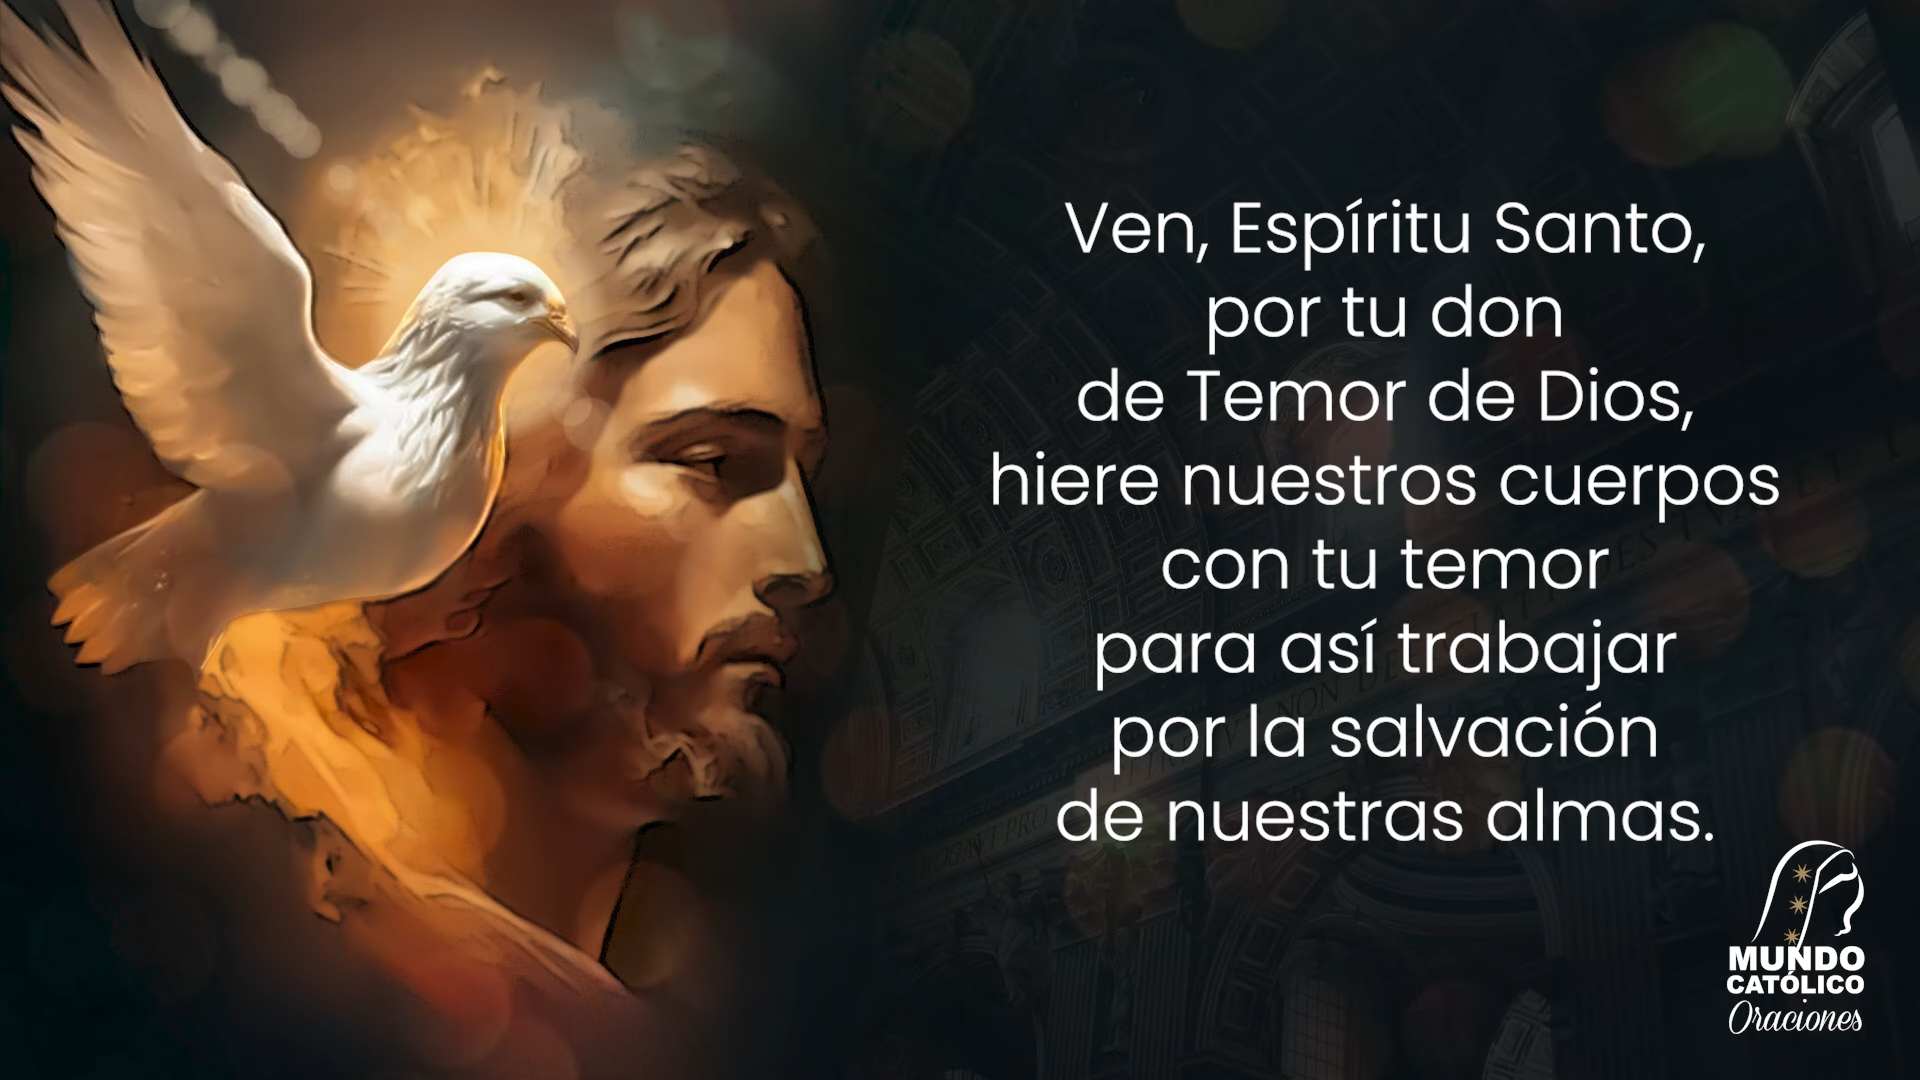 Ven, Espíritu Santo,
por tu don
de Temor de Dios,
hiere nuestros cuerpos
con tu temor
para así trabajar
por la salvación
de nuestras almas.
MUNDO
CATÓLICO
Oraciones